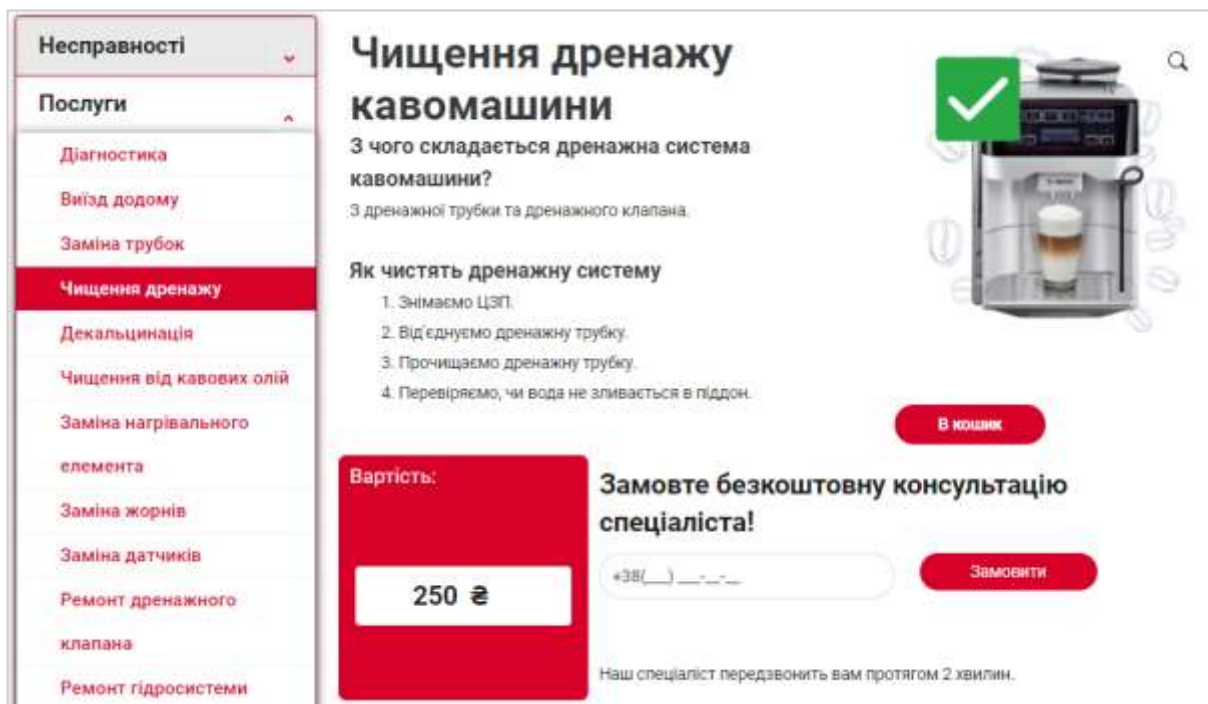 Несправності
Послуги
Діагностика
Виїзд додому
Заміна трубок
Чищення дренажу
Декальцинація
Чищення від кавових олій
Заміна нагрівального
елемента
Заміна жорнів
Заміна датчиків
Ремонт дренажного
клапана
Ремонт гідросистеми
Чищення дренажу
кавомашини
З чого складається дренажна система
кавомашини?
З дренажної трубки та дренажного клапана.
Як чистять дренажну систему
1. Знімаємо ЦЗП.
2. Від'єднуємо дренажну трубку.
3. Прочищаємо дренажну трубку.
4. Перевіряємо, чи вода не зливається в піддон.
В кошик
Вартість:
250 ₴
Замовте безкоштовну консультацію
спеціаліста!
+38(___) ___-__-__
Замовити
Наш спеціаліст передзвонить вам протягом 2 хвилин.